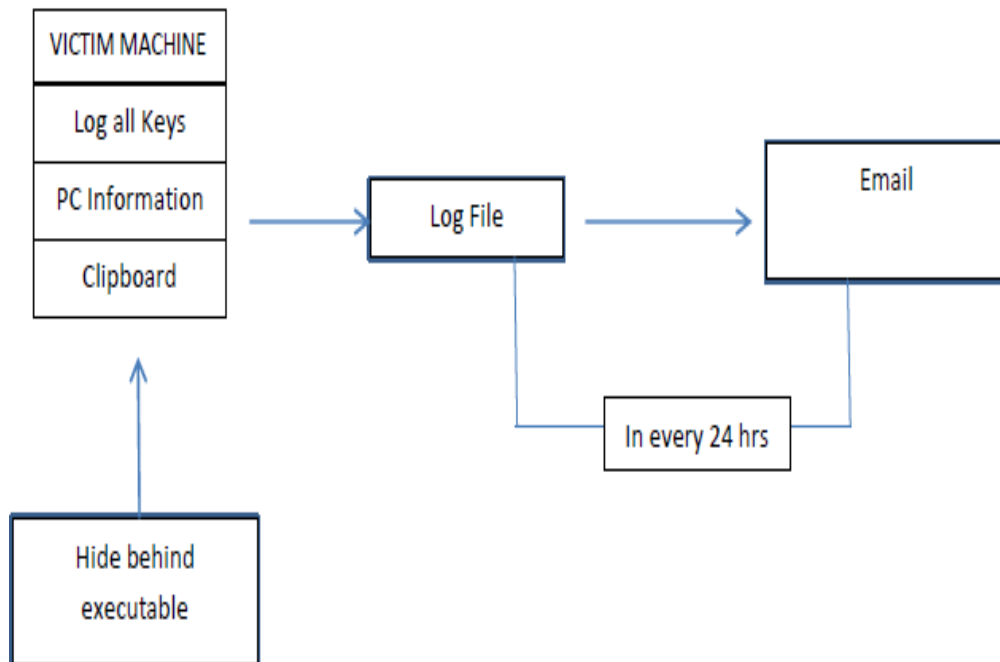 VICTIM MACHINE
Log all Keys
PC Information
Clipboard
Log File
Email
In every 24 hrs
Hide behind
executable